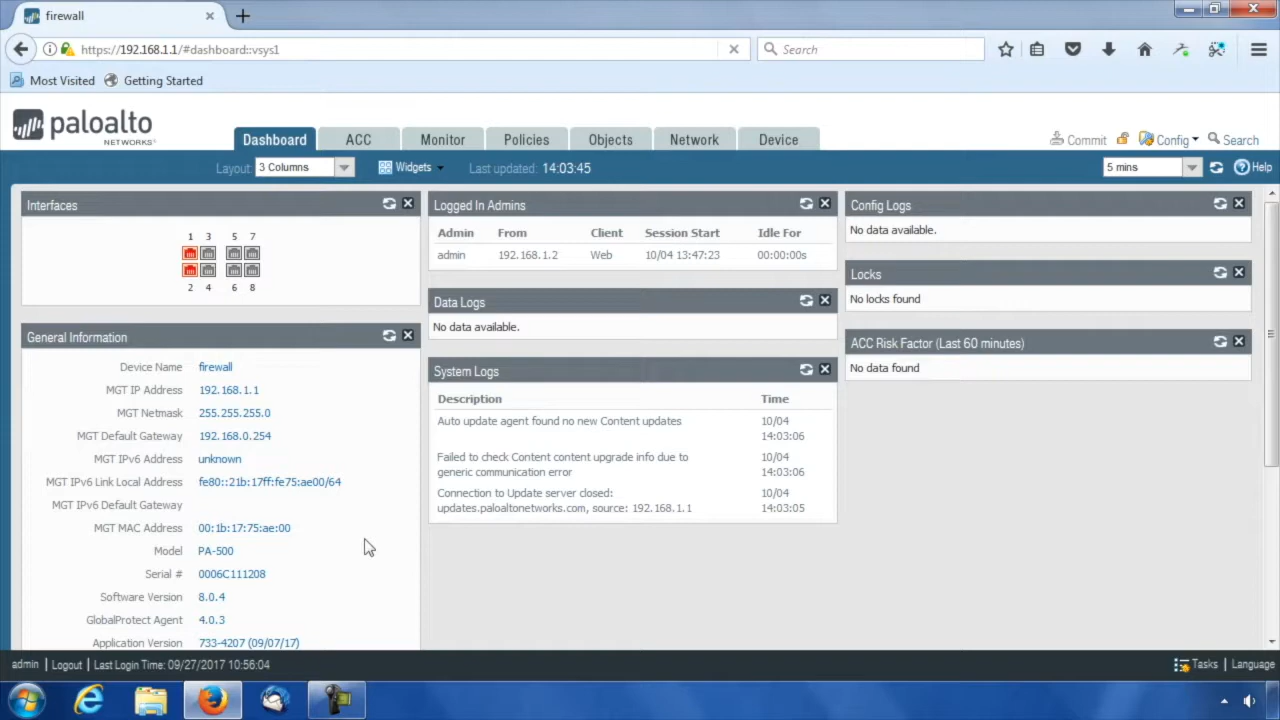 firewall
https://192.168.1.1/#dashboard::vsys1
Search
Most Visited Getting Started
paloalto
NETWORKS®
Dashboard ACC Monitor Policies Objects Network Device
Commit Config Search
Layout: 3 Columns Widgets Last updated: 14:03:45 5 mins Help
Interfaces
1 3 5 7
2 4 6 8
General Information
Device Name firewall
MGT IP Address 192.168.1.1
MGT Netmask 255.255.255.0
MGT Default Gateway 192.168.0.254
MGT IPv6 Address unknown
MGT IPv6 Link Local Address fe80::21b:17ff:fe75:ae00/64
MGT IPv6 Default Gateway
MGT MAC Address 00:1b:17:75:ae:00
Model PA-500
Serial # 0006C111208
Software Version 8.0.4
GlobalProtect Agent 4.0.3
Application Version 733-4207 (09/07/17)
Logged In Admins
Admin From Client Session Start Idle For
admin 192.168.1.2 Web 10/04 13:47:23 00:00:00s
Data Logs
No data available.
System Logs
Description Time
Auto update agent found no new Content updates 10/04
14:03:06
Failed to check Content content upgrade info due to 10/04
generic communication error 14:03:06
Connection to Update server closed: 10/04
updates.paloaltonetworks.com, source: 192.168.1.1 14:03:05
Config Logs
No data available.
Locks
No locks found
ACC Risk Factor (Last 60 minutes)
No data found
admin | Logout | Last Login Time: 09/27/2017 10:56:04
Tasks | Language